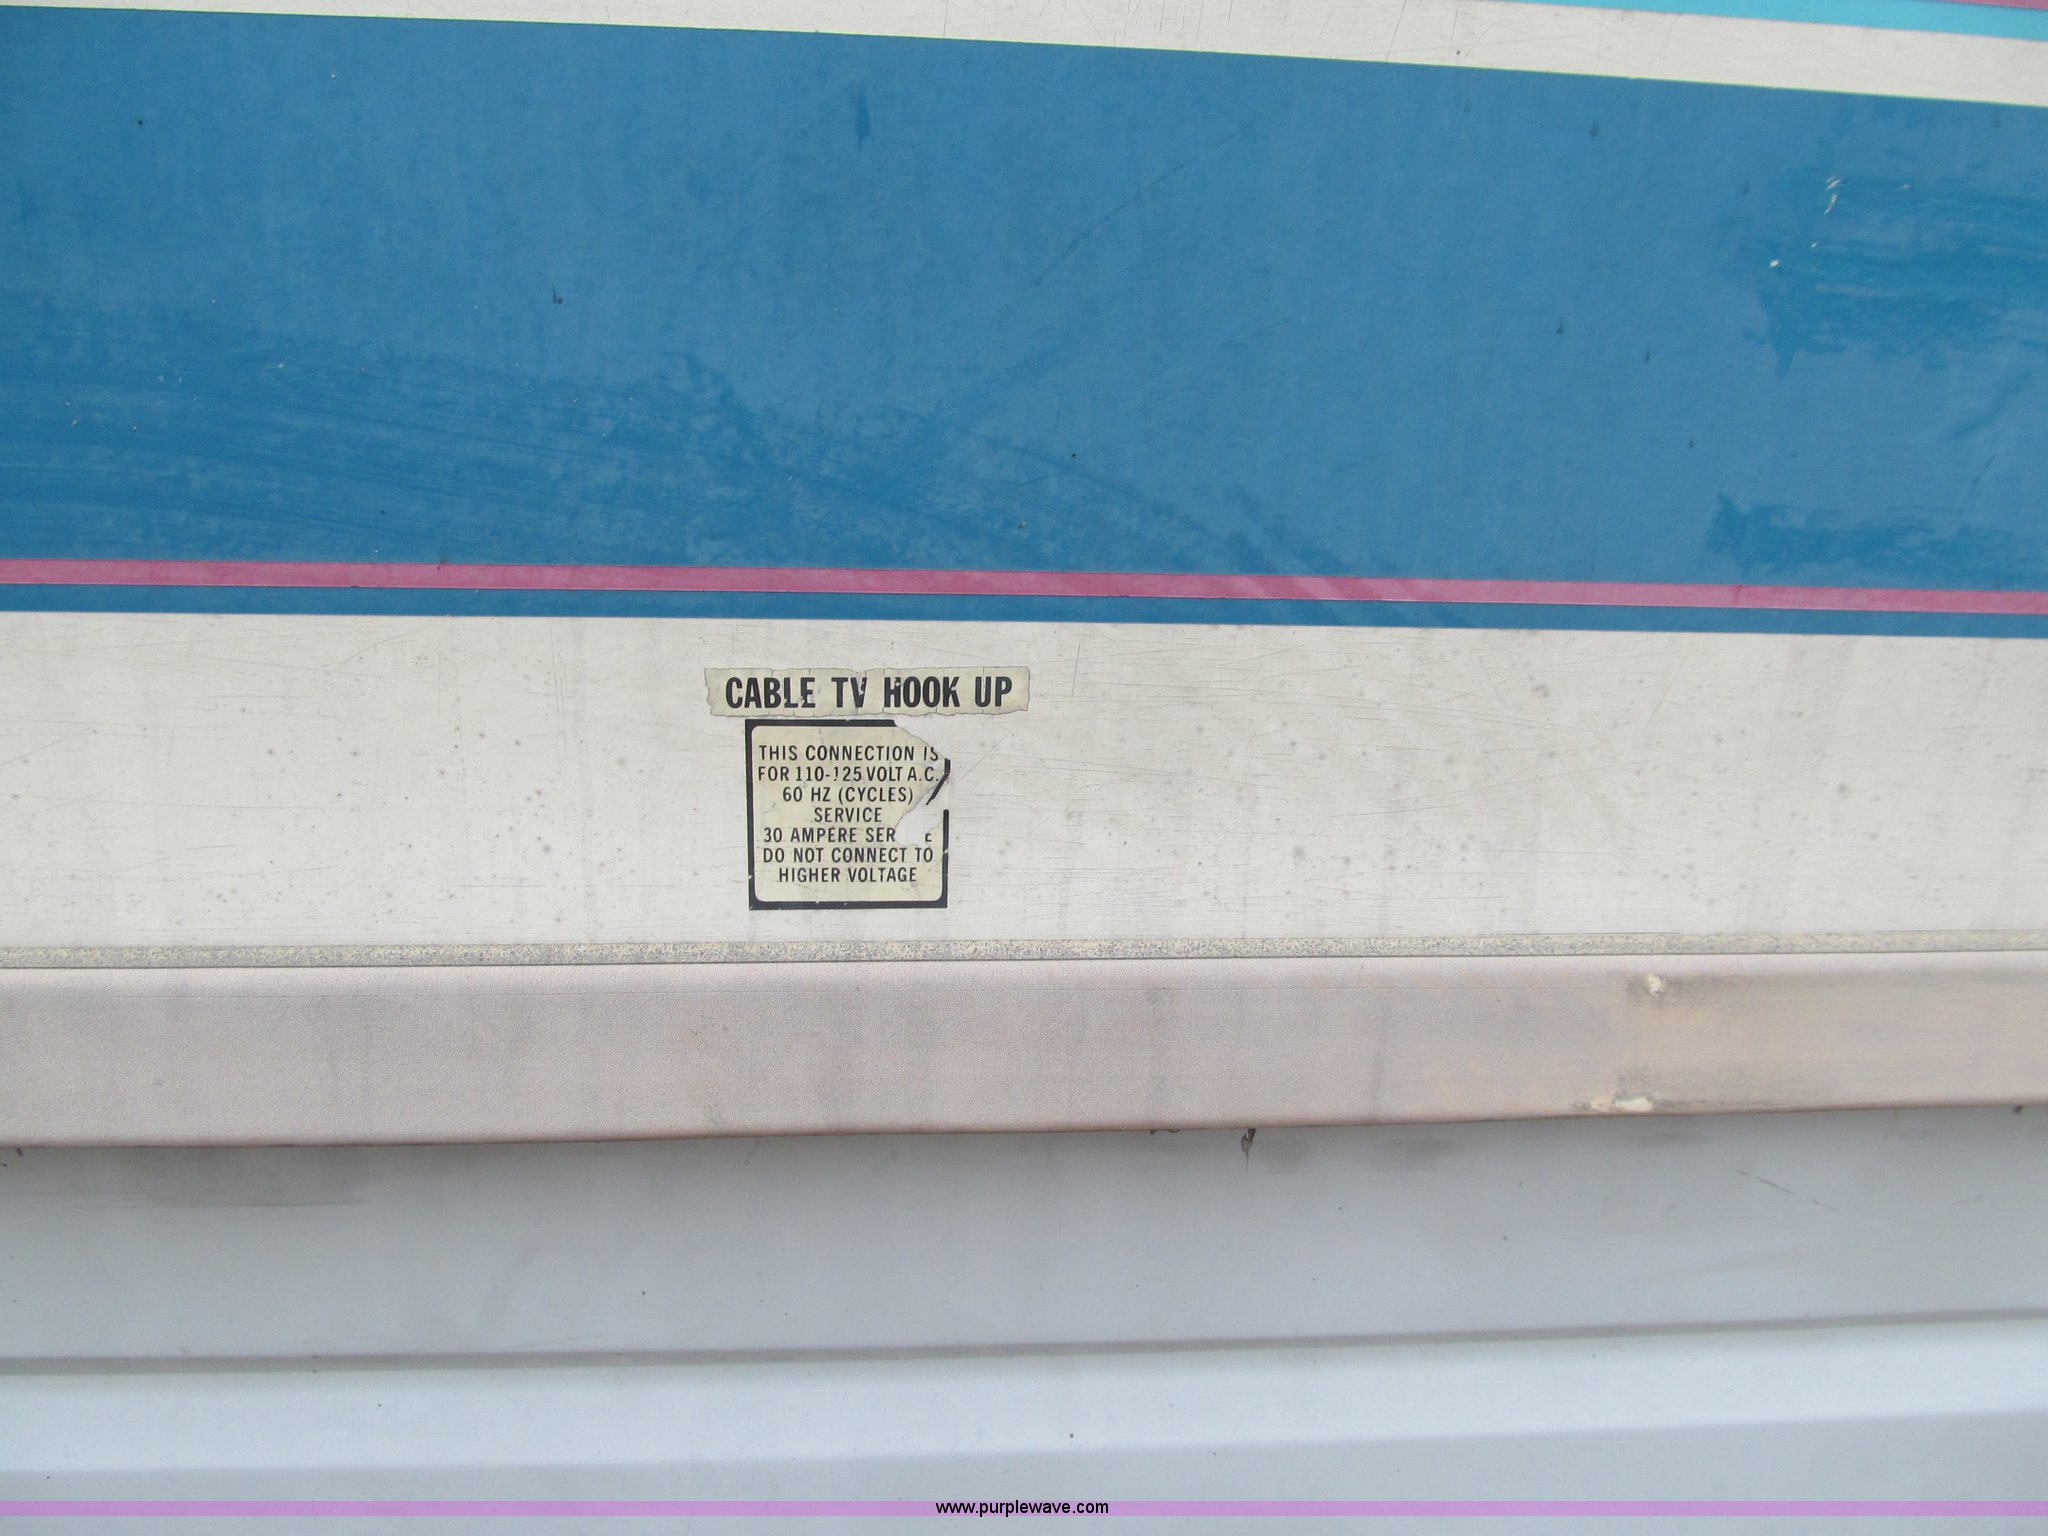 CABLE TV HOOK UP
THIS CONNECTION IS
FOR 110-125 VOLT A.C.
60 HZ (CYCLES)
SERVICE
30 AMPERE SER E
DO NOT CONNECT TO
HIGHER VOLTAGE
www.purplewave.com